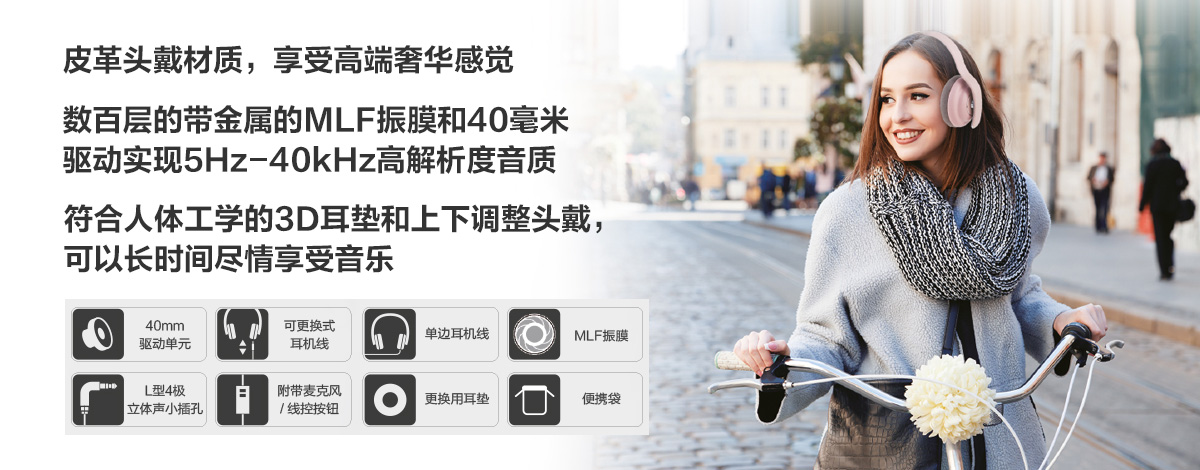 皮革头戴材质，享受高端奢华感觉
数百层的带金属的MLF振膜和40毫米
驱动实现5Hz-40kHz高解析度音质
符合人体工学的3D耳垫和上下调整头戴，
可以长时间尽情享受音乐
40mm
驱动单元
可更换式
耳机线
单边耳机线
MLF振膜
L型4极
立体声小插孔
附带麦克风
/ 线控按钮
更换用耳垫
便携袋